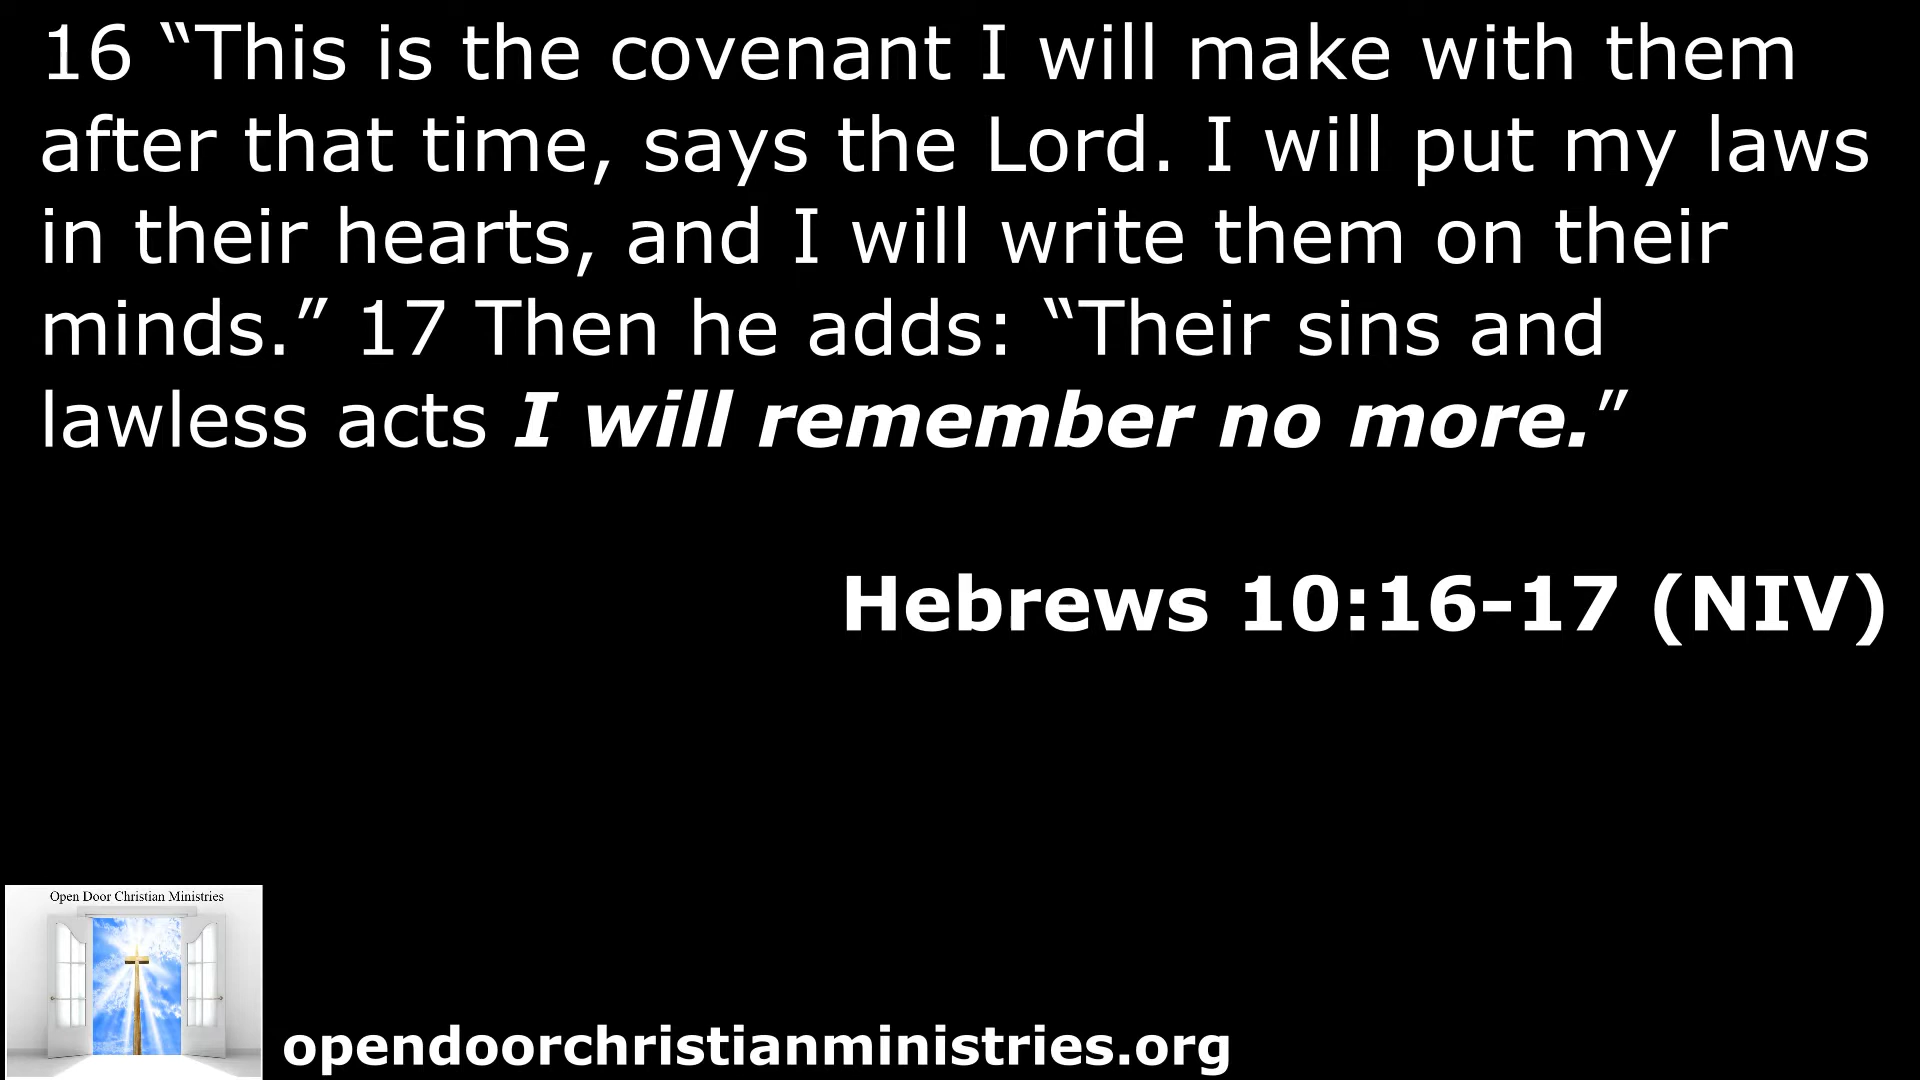 16 “This is the covenant I will make with them
after that time, says the Lord. I will put my laws
in their hearts, and I will write them on their
minds.” 17 Then he adds: “Their sins and
lawless acts I will remember no more.”
Hebrews 10:16-17 (NIV)
Open Door Christian Ministries
opendoorchristianministries.org